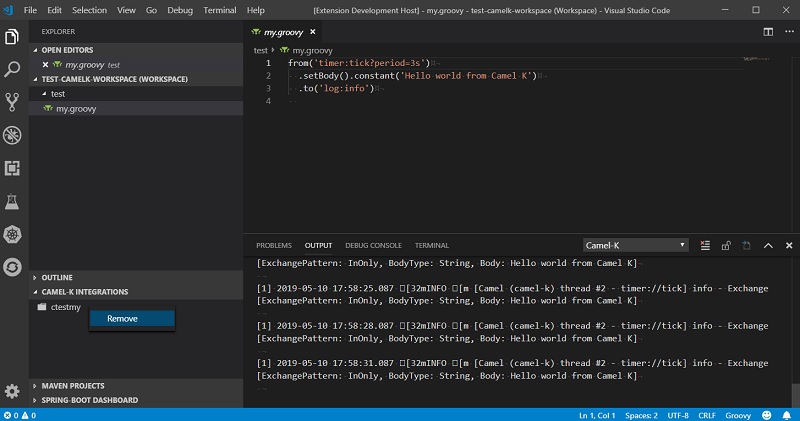 File Edit Selection View Go Debug Terminal Help [Extension Development Host] - my.groovy - test-camelk-workspace (Workspace) - Visual Studio Code
EXPLORER
OPEN EDITORS
my.groovy test
TEST-CAMELK-WORKSPACE (WORKSPACE)
test
my.groovy
OUTLINE
CAMEL-K INTEGRATIONS
ctestmy
Remove
MAVEN PROJECTS
SPRING-BOOT DASHBOARD
my.groovy
test my.groovy
1 from('timer:tick?period=3s')
2 .setBody().constant('Hello world from Camel K')
3 .to('log:info')
4
PROBLEMS OUTPUT DEBUG CONSOLE TERMINAL Camel-K
[ExchangePattern: InOnly, BodyType: String, Body: Hello world from Camel K]
[1] 2019-05-10 17:58:25.087 [32mINFO [m [Camel (camel-k) thread #2 - timer://tick] info - Exchange
[ExchangePattern: InOnly, BodyType: String, Body: Hello world from Camel K]
[1] 2019-05-10 17:58:28.087 [32mINFO [m [Camel (camel-k) thread #2 - timer://tick] info - Exchange
[ExchangePattern: InOnly, BodyType: String, Body: Hello world from Camel K]
[1] 2019-05-10 17:58:31.087 [32mINFO [m [Camel (camel-k) thread #2 - timer://tick] info - Exchange
[ExchangePattern: InOnly, BodyType: String, Body: Hello world from Camel K]
0 0 Ln 1, Col 1 Spaces: 2 UTF-8 CRLF Groovy